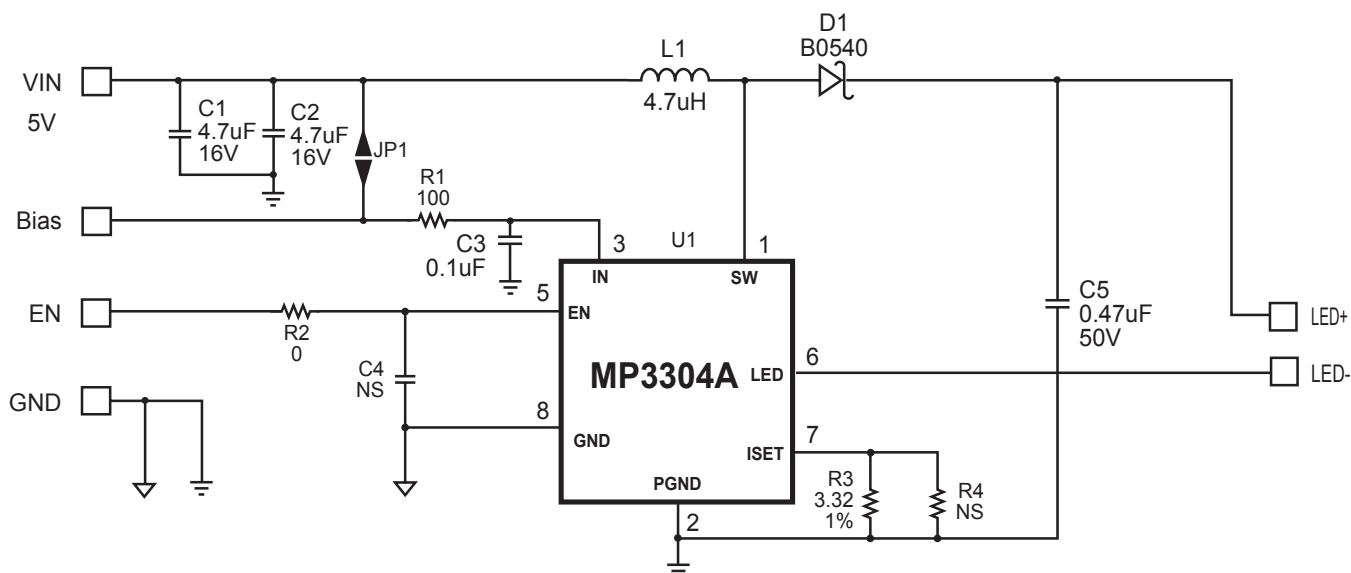 D1
B0540
L1
4.7uH
VIN
5V
C1
4.7uF
16V
C2
4.7uF
16V
JP1
R1
100
Bias
C3
0.1uF
3
U1
1
IN
SW
C5
0.47uF
50V
EN
R2
0
5
EN
LED+
C4
NS
MP3304A
LED
6
LED-
GND
8
GND
7
ISET
PGND
2
R3
3.32
1%
R4
NS